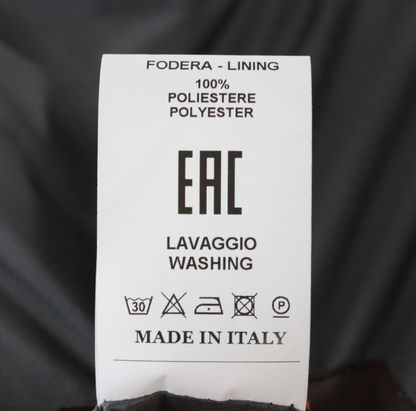 FODERA - LINING
100%
POLIESTERE
POLYESTER
EAC
LAVAGGIO
WASHING
30 P
MADE IN ITALY